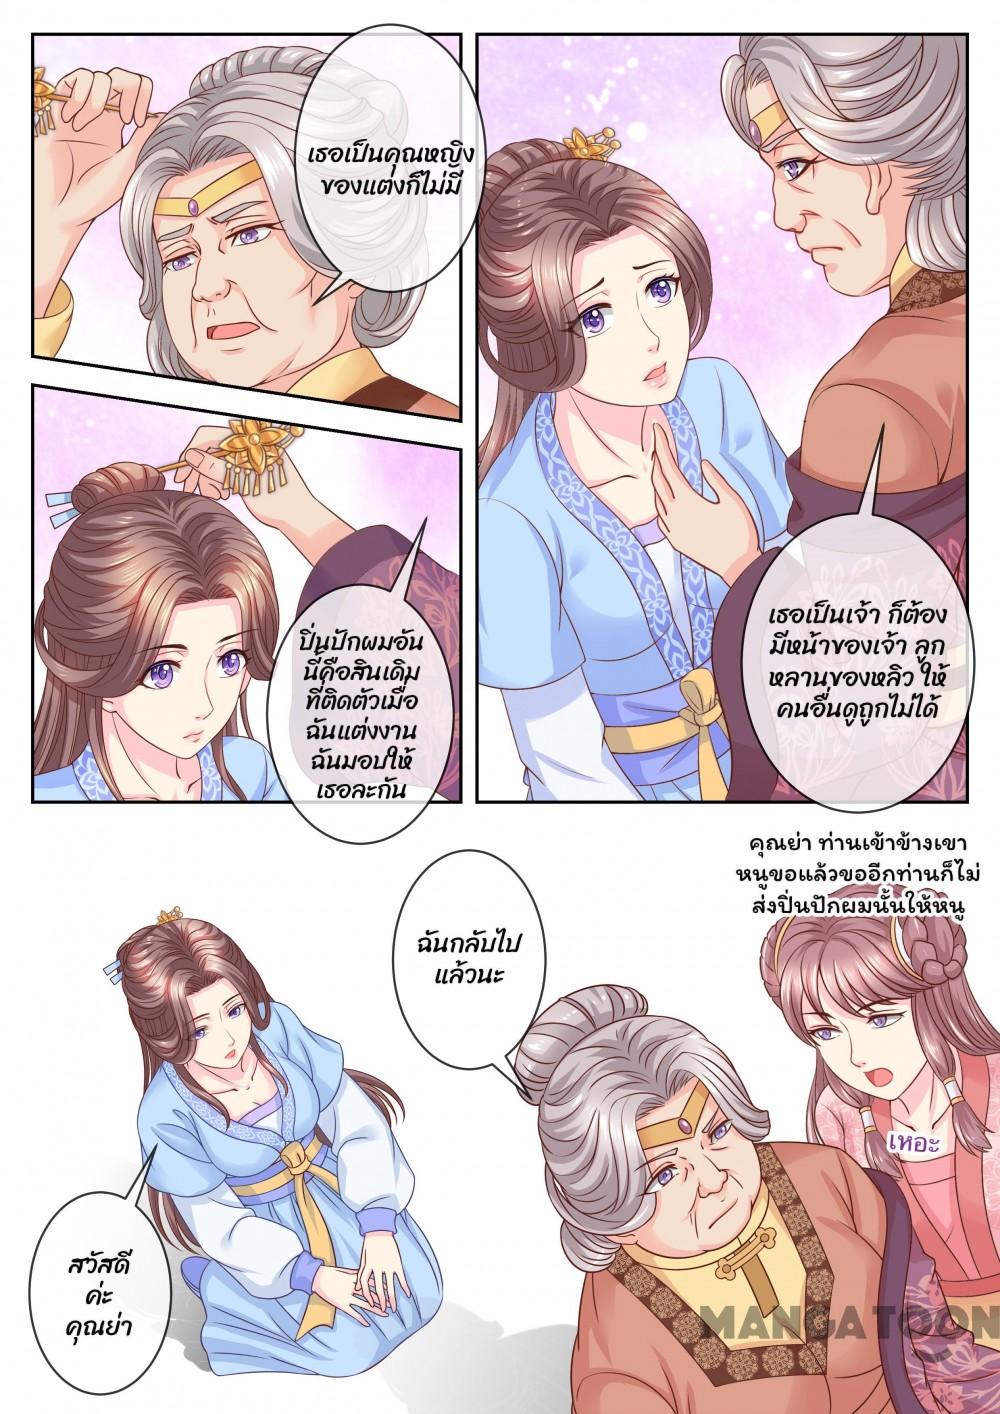 เธอเป็นคุณหญิง
ของแต่งก็ไม่มี
ปิ่นปักผมอัน
นี้คือสินเดิม
ที่ติดตัวเมื่อ
ฉันแต่งงาน
ฉันมอบให้
เธอละกัน
เธอเป็นเจ้า ก็ต้อง
มีหน้าของเจ้า ลูก
หลานของหลิว ให้
คนอื่นดูถูกไม่ได้
คุณย่า ท่านเข้าข้างเขา
หนูขอแล้วขออีกท่านก็ไม่
ส่งปิ่นปักผมนั้นให้หนู
ฉันกลับไป
แล้วนะ
เหอะ
สวัสดี
ค่ะ
คุณย่า
MANGATOON